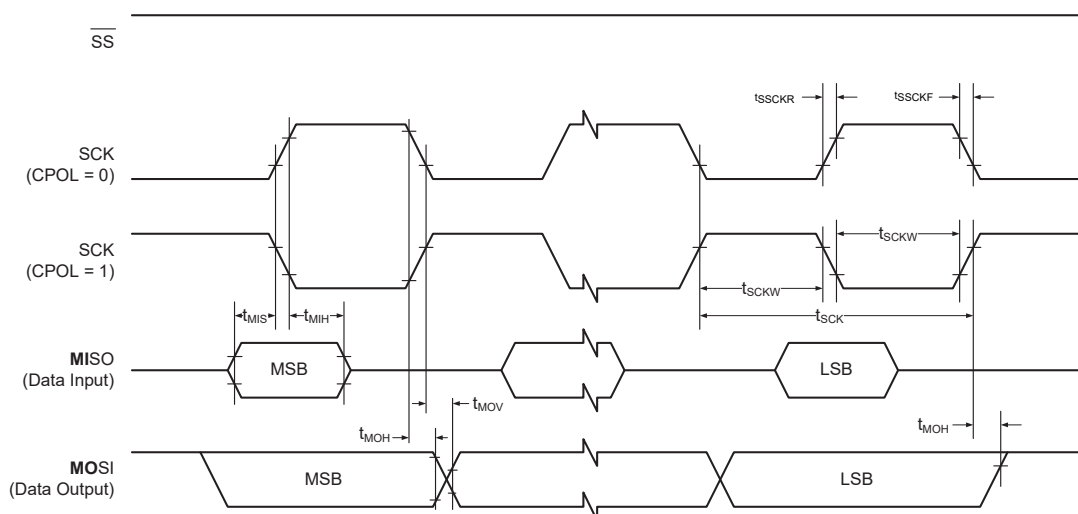 SS
tSSCKR
tSSCKF
SCK
(CPOL = 0)
SCK
(CPOL = 1)
tSCKW
tSCKW
tSCK
tMIS
tMIH
MISO
(Data Input)
MSB
LSB
tMOV
tMOH
tMOH
MOSI
(Data Output)
MSB
LSB